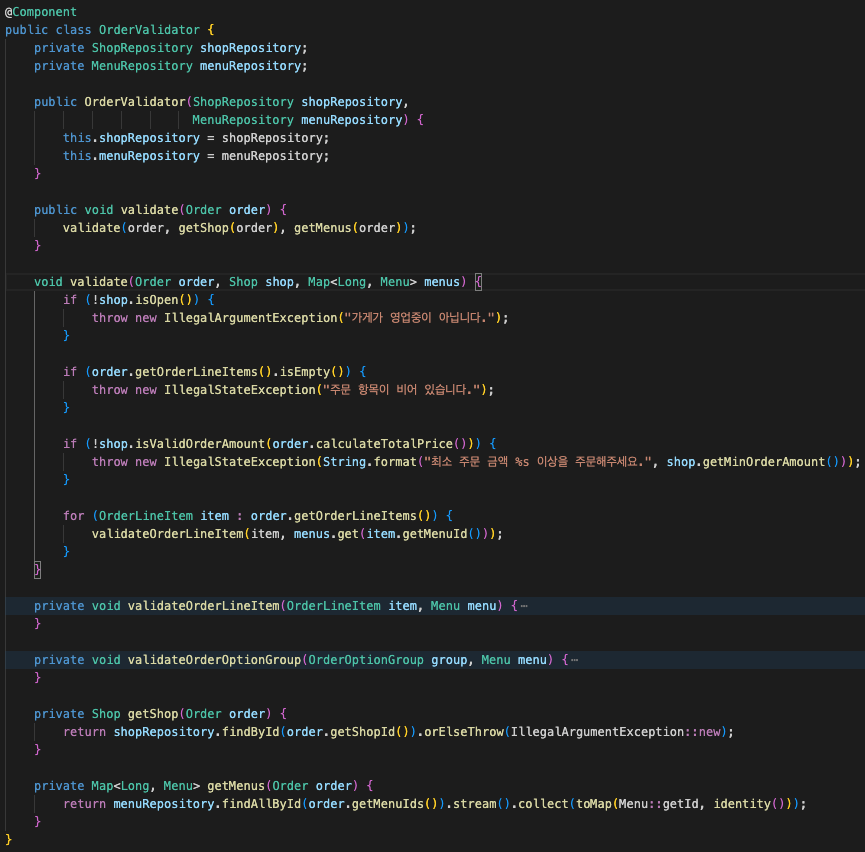 @Component
public class OrderValidator {
    private ShopRepository shopRepository;
    private MenuRepository menuRepository;

    public OrderValidator(ShopRepository shopRepository,
                          MenuRepository menuRepository) {
        this.shopRepository = shopRepository;
        this.menuRepository = menuRepository;
    }

    public void validate(Order order) {
        validate(order, getShop(order), getMenus(order));
    }

    void validate(Order order, Shop shop, Map<Long, Menu> menus) {
        if (!shop.isOpen()) {
            throw new IllegalArgumentException("가게가 영업중이 아닙니다.");
        }

        if (order.getOrderLineItems().isEmpty()) {
            throw new IllegalStateException("주문 항목이 비어 있습니다.");
        }

        if (!shop.isValidOrderAmount(order.calculateTotalPrice())) {
            throw new IllegalStateException(String.format("최소 주문 금액 %s 이상을 주문해주세요.", shop.getMinOrderAmount()));
        }

        for (OrderLineItem item : order.getOrderLineItems()) {
            validateOrderLineItem(item, menus.get(item.getMenuId()));
        }
    }

    private void validateOrderLineItem(OrderLineItem item, Menu menu) {⋯
    }

    private void validateOrderOptionGroup(OrderOptionGroup group, Menu menu) {⋯
    }

    private Shop getShop(Order order) {
        return shopRepository.findById(order.getShopId()).orElseThrow(IllegalArgumentException::new);
    }

    private Map<Long, Menu> getMenus(Order order) {
        return menuRepository.findAllById(order.getMenuIds()).stream().collect(toMap(Menu::getId, identity()));
    }
}